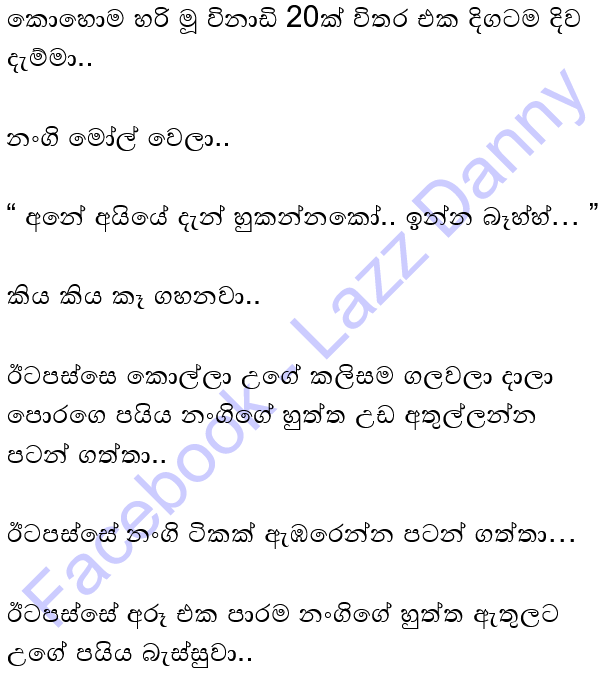 කොහොම හරි මූ විනාඩි 20ක් විතර එක දිගටම දිව
දැම්මා..
නංගි මෝල් වෙලා..
“ අනේ අයියේ දැන් හුකන්නකෝ.. ඉන්න බෑහ්හ්… ”
කිය කිය කෑ ගහනවා..
ඊටපස්සෙ කොල්ලා උගේ කලිසම ගලවලා දාලා
පොරගෙ පයිය නංගිගේ හුත්ත උඩ අතුල්ලන්න
පටන් ගත්තා..
ඊටපස්සේ නංගි ටිකක් ඇඹරෙන්න පටන් ගත්තා…
ඊටපස්සේ අරූ එක පාරම නංගිගේ හුත්ත ඇතුලට
උගේ පයිය බැස්සුවා..
Facebook - Lazz Danny